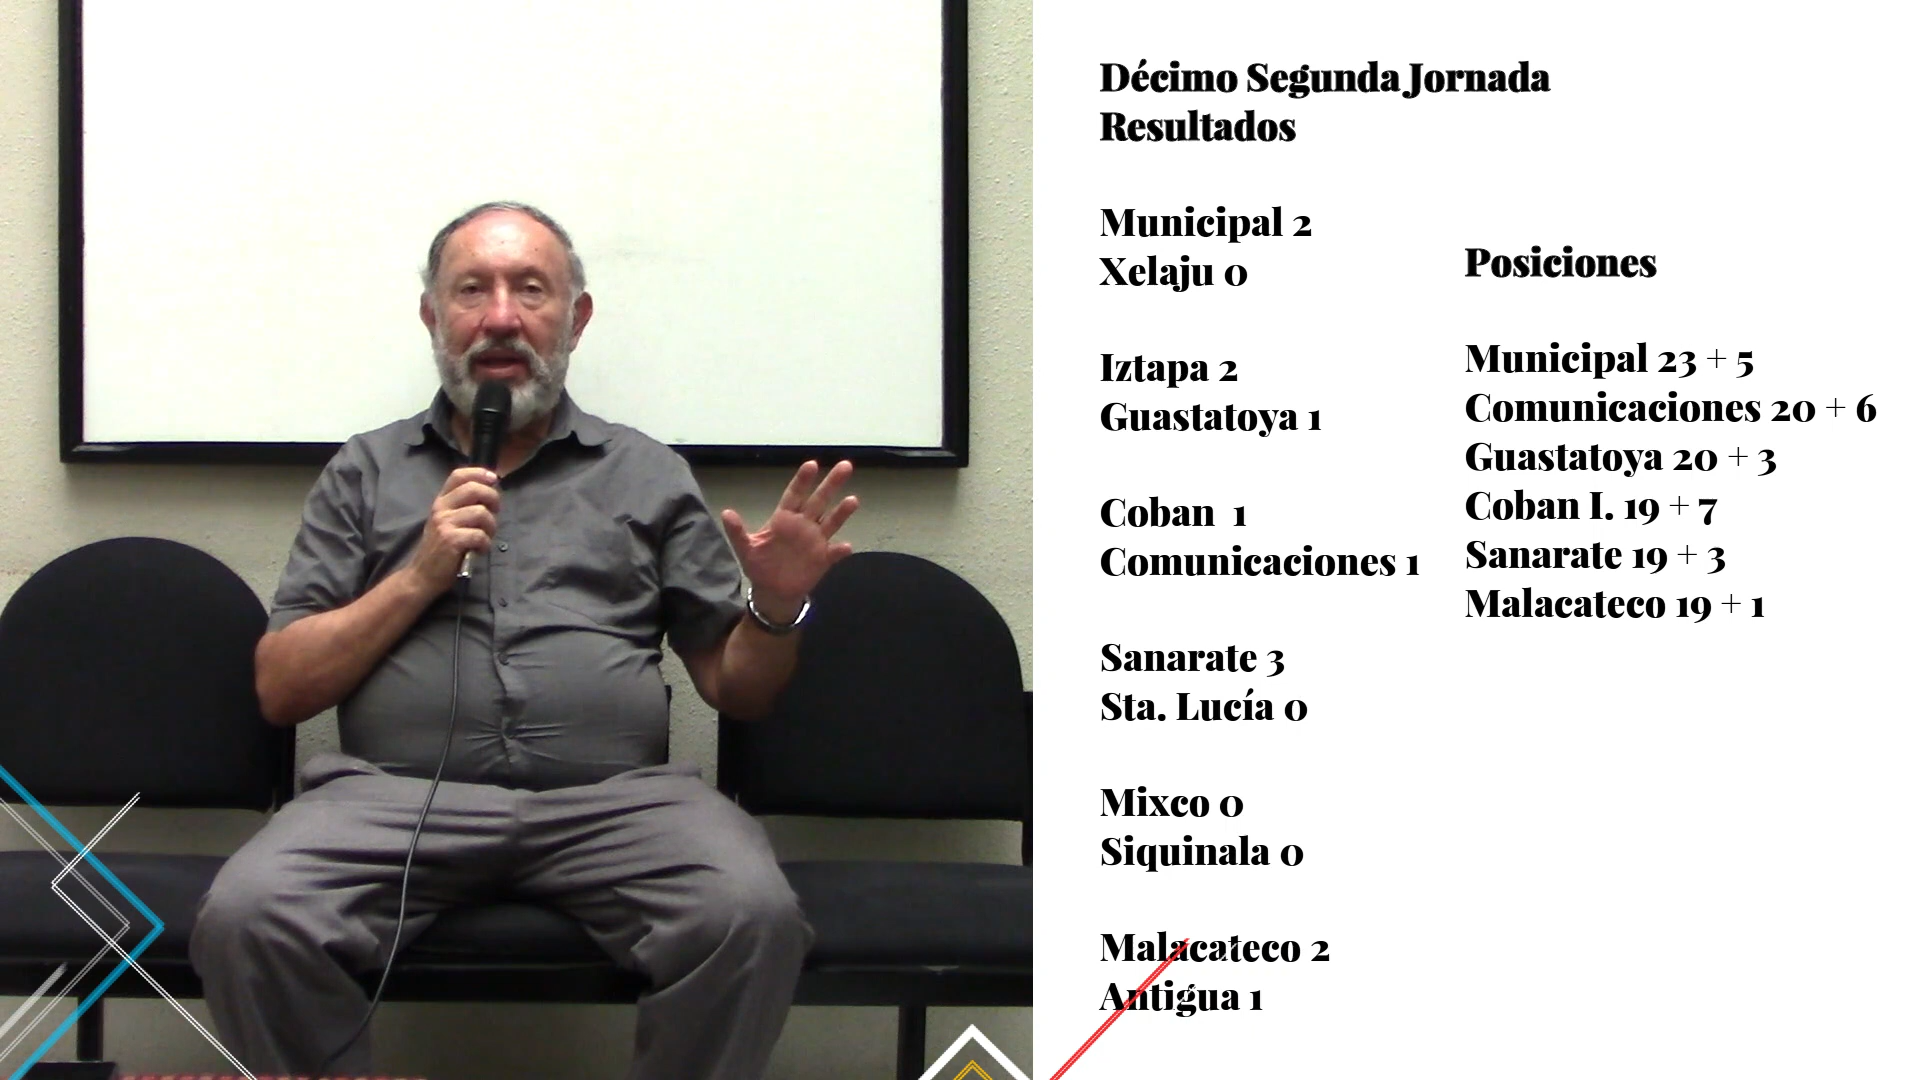 Décimo Segunda Jornada
Resultados
Municipal 2
Xelaju 0
Iztapa 2
Guastatoya 1
Coban 1
Comunicaciones 1
Sanarate 3
Sta. Lucía 0
Mixco 0
Siquinala 0
Malacateco 2
Antigua 1
Posiciones
Municipal 23 + 5
Comunicaciones 20 + 6
Guastatoya 20 + 3
Coban I. 19 + 7
Sanarate 19 + 3
Malacateco 19 + 1